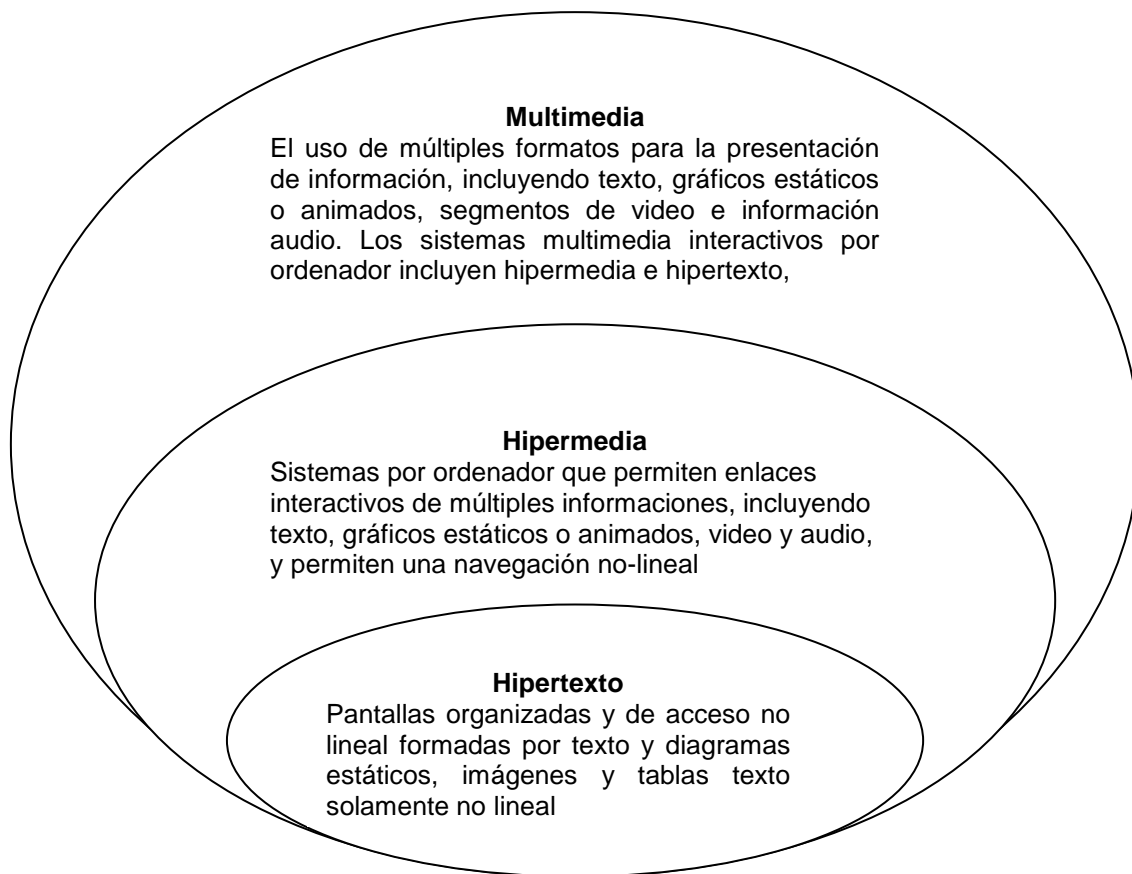 Multimedia
El uso de múltiples formatos para la presentación
de información, incluyendo texto, gráficos estáticos
o animados, segmentos de video e información
audio. Los sistemas multimedia interactivos por
ordenador incluyen hipermedia e hipertexto,
Hipermedia
Sistemas por ordenador que permiten enlaces
interactivos de múltiples informaciones, incluyendo
texto, gráficos estáticos o animados, video y audio,
y permiten una navegación no-lineal
Hipertexto
Pantallas organizadas y de acceso no
lineal formadas por texto y diagramas
estáticos, imágenes y tablas texto
solamente no lineal